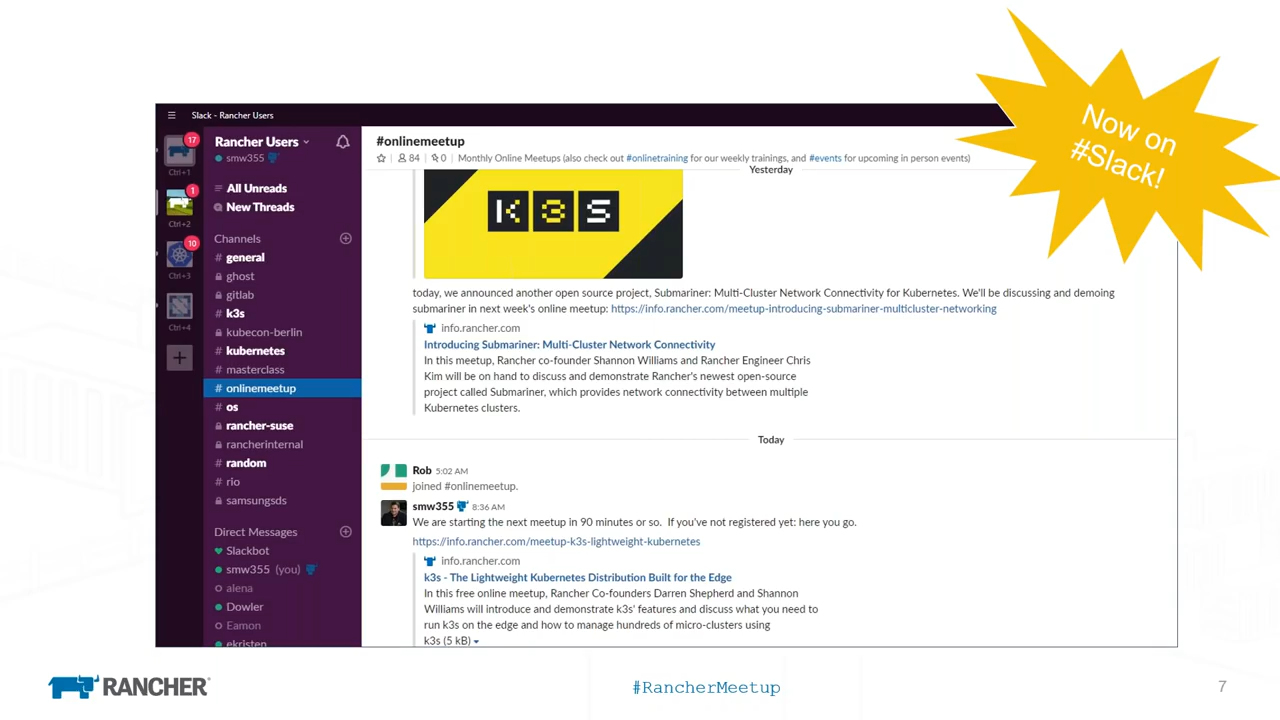 Now on
#Slack!
Slack - Rancher Users
17
Ctrl+1
1
Ctrl+2
10
Ctrl+3
Ctrl+4
Rancher Users
smw355
All Unreads
New Threads
Channels
# general
ghost
gitlab
# k3s
kubecon-berlin
# kubernetes
# masterclass
# onlinemeetup
# os
rancher-suse
rancherinternal
# random
# rio
samsungsds
Direct Messages
Slackbot
smw355 (you)
alena
Dowler
Eamon
ekristen
#onlinemeetup
84 | 0 | Monthly Online Meetups (also check out #onlinetraining for our weekly trainings, and #events for upcoming in person events)
Yesterday
K3S
today, we announced another open source project, Submariner: Multi-Cluster Network Connectivity for Kubernetes. We'll be discussing and demoing
submariner in next week's online meetup: https://info.rancher.com/meetup-introducing-submariner-multicluster-networking
info.rancher.com
Introducing Submariner: Multi-Cluster Network Connectivity
In this meetup, Rancher co-founder Shannon Williams and Rancher Engineer Chris
Kim will be on hand to discuss and demonstrate Rancher's newest open-source
project called Submariner, which provides network connectivity between multiple
Kubernetes clusters.
Today
Rob 5:02 AM
joined #onlinemeetup.
smw355 8:36 AM
We are starting the next meetup in 90 minutes or so. If you've not registered yet: here you go.
https://info.rancher.com/meetup-k3s-lightweight-kubernetes
info.rancher.com
k3s - The Lightweight Kubernetes Distribution Built for the Edge
In this free online meetup, Rancher Co-founders Darren Shepherd and Shannon
Williams will introduce and demonstrate k3s' features and discuss what you need to
run k3s on the edge and how to manage hundreds of micro-clusters using
k3s (5 kB)
RANCHER®
#RancherMeetup
7